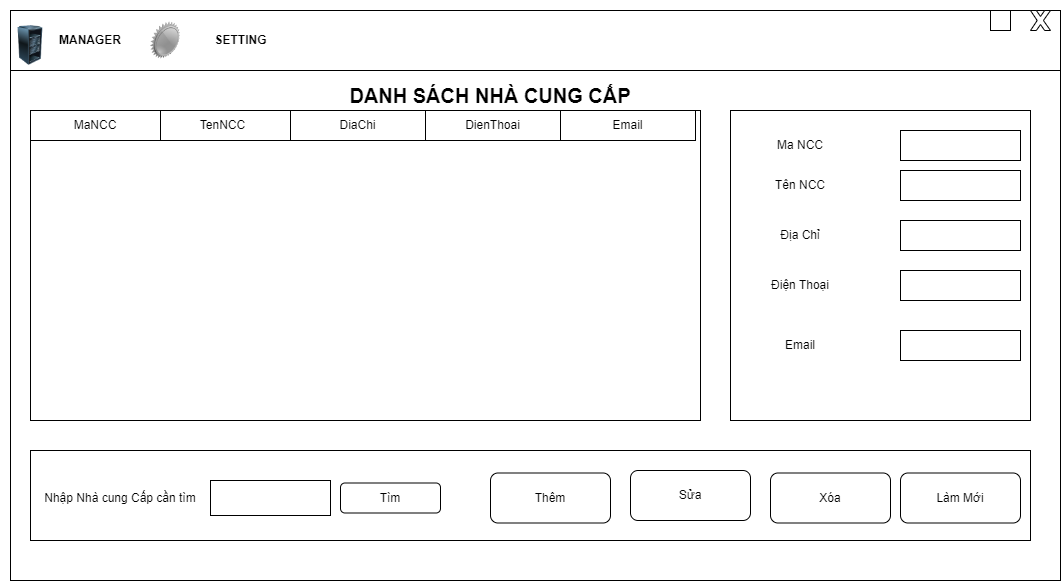 MANAGER SETTING
DANH SÁCH NHÀ CUNG CẤP
MaNCC TenNCC DiaChi DienThoai Email
Ma NCC
Tên NCC
Địa Chỉ
Điện Thoại
Email
Nhập Nhà cung Cấp cần tìm Tìm Thêm Sửa Xóa Làm Mới